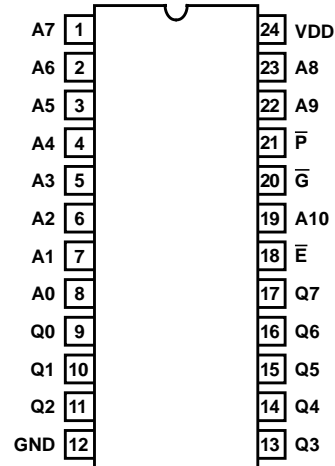 A7 1 24 VDD
A6 2 23 A8
A5 3 22 A9
A4 4 21 P̅
A3 5 20 G̅
A2 6 19 A10
A1 7 18 E̅
A0 8 17 Q7
Q0 9 16 Q6
Q1 10 15 Q5
Q2 11 14 Q4
GND 12 13 Q3